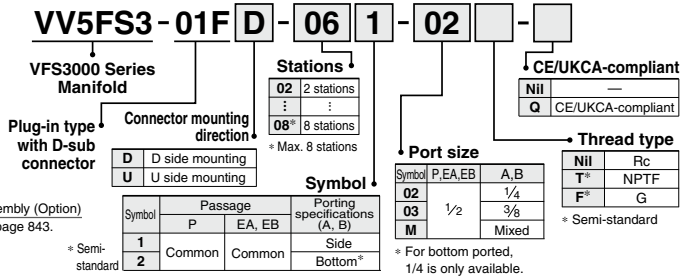 VV5FS3-01F D-06 1-02 □-□
VFS3000 Series
Manifold
Plug-in type
with D-sub
connector
Connector mounting
direction
D D side mounting
U U side mounting
Stations
02 2 stations
⋮ ⋮
08* 8 stations
* Max. 8 stations
Symbol
Symbol Passage Porting
specifications
(A, B)
P EA, EB
1 Common Common Side
2 Bottom*
* Semi-
standard
embly (Option)
page 843.
Port size
Symbol P,EA,EB A,B
02 1/2 1/4
03 3/8
M Mixed
* For bottom ported,
1/4 is only available.
CE/UKCA-compliant
Nil —
Q CE/UKCA-compliant
Thread type
Nil Rc
T* NPTF
F* G
* Semi-standard